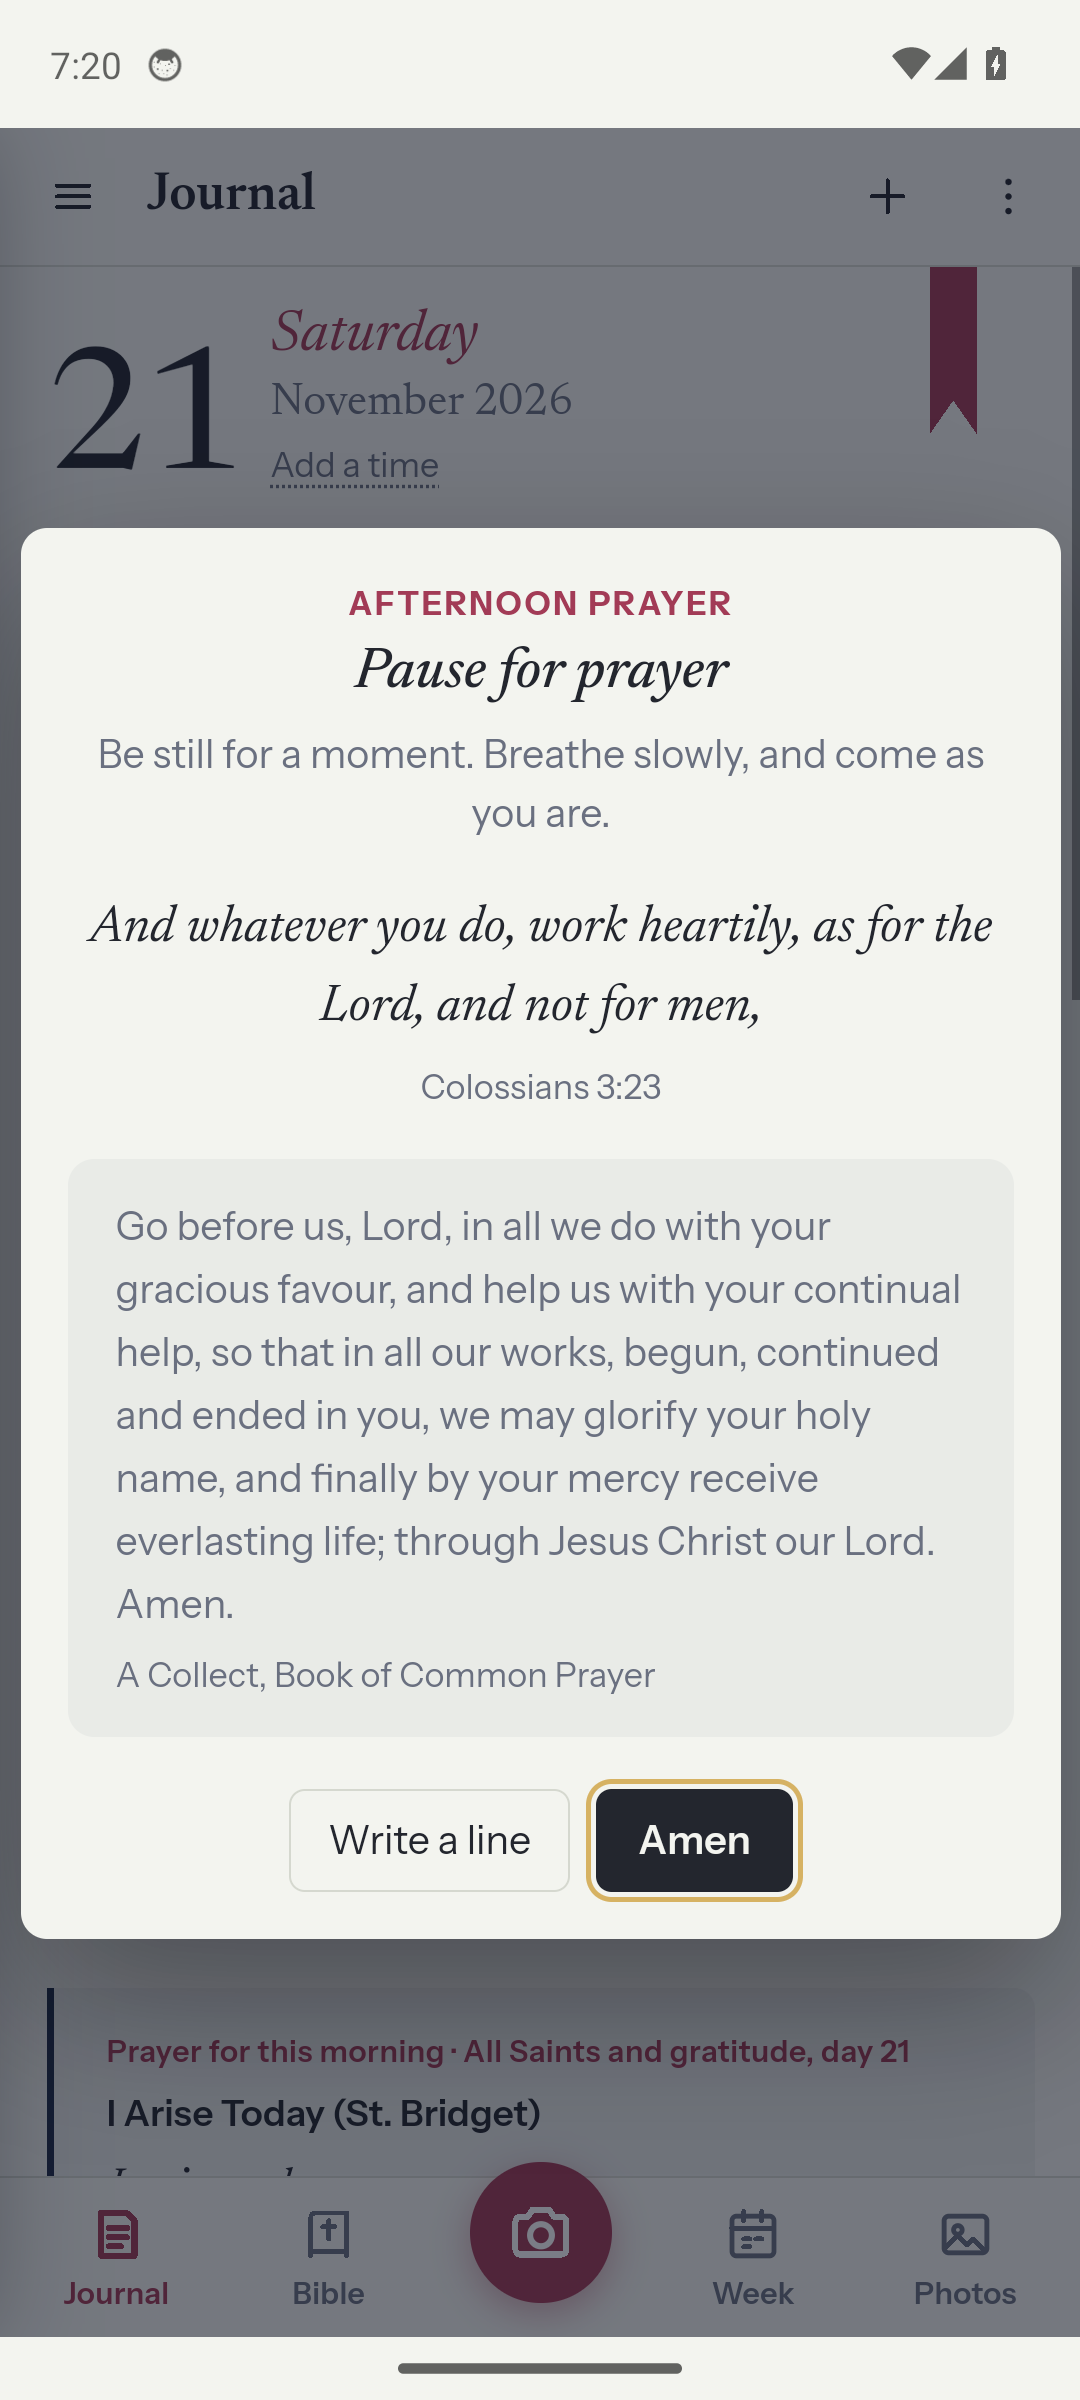 7:20
Journal
21
Saturday
November 2026
Add a time
AFTERNOON PRAYER
Pause for prayer
Be still for a moment. Breathe slowly, and come as
you are.
And whatever you do, work heartily, as for the
Lord, and not for men,
Colossians 3:23
Go before us, Lord, in all we do with your
gracious favour, and help us with your continual
help, so that in all our works, begun, continued
and ended in you, we may glorify your holy
name, and finally by your mercy receive
everlasting life; through Jesus Christ our Lord.
Amen.
A Collect, Book of Common Prayer
Write a line
Amen
Prayer for this morning · All Saints and gratitude, day 21
I Arise Today (St. Bridget)
Journal
Bible
Week
Photos